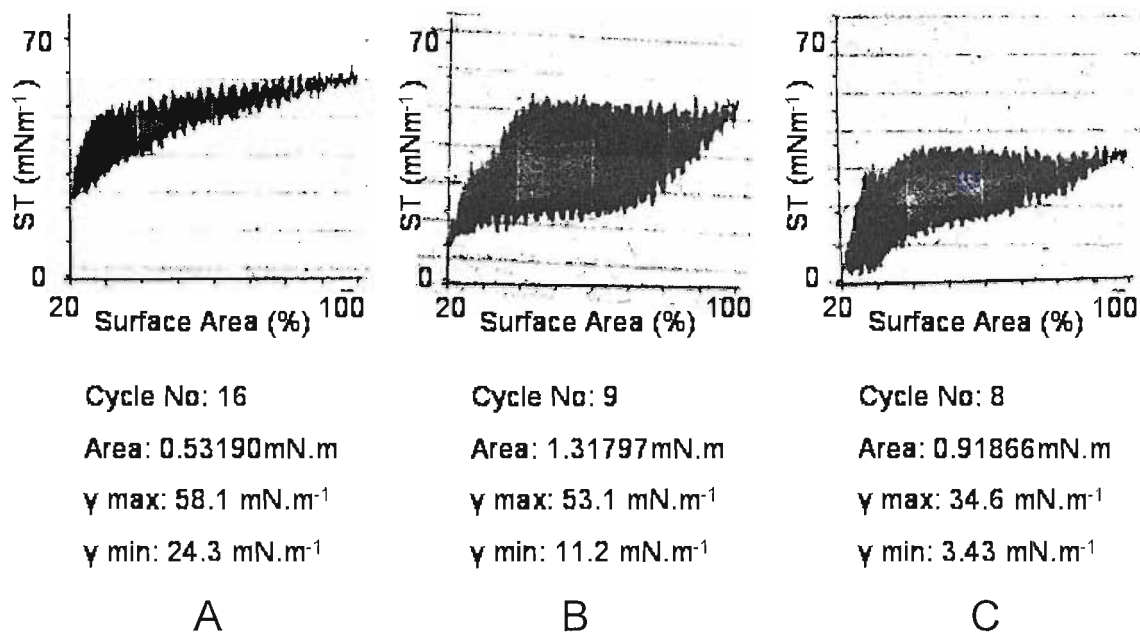 70
ST (mNm-1)
0
20
100
Surface Area (%)
Cycle No: 16
Area: 0.53190mN.m
γ max: 58.1 mN.m-1
γ min: 24.3 mN.m-1
A
70
ST (mNm-1)
0
20
100
Surface Area (%)
Cycle No: 9
Area: 1.31797mN.m
γ max: 53.1 mN.m-1
γ min: 11.2 mN.m-1
B
70
ST (mNm-1)
0
20
100
Surface Area (%)
Cycle No: 8
Area: 0.91866mN.m
γ max: 34.6 mN.m-1
γ min: 3.43 mN.m-1
C